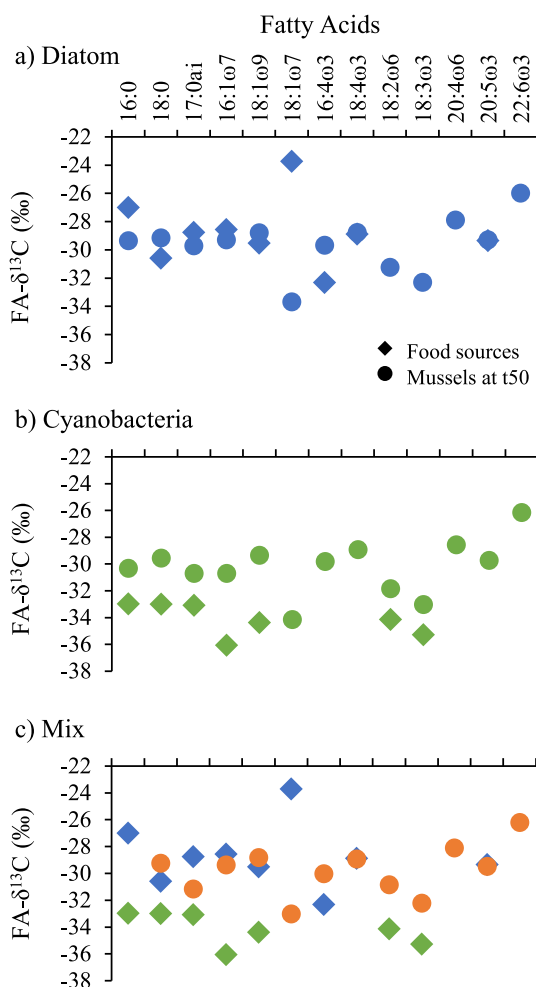 Fatty Acids
a) Diatom
16:0 18:0 17:0ai 16:1ω7 18:1ω9 18:1ω7 16:4ω3 18:4ω3 18:2ω6 18:3ω3 20:4ω6 20:5ω3 22:6ω3
-22
-24
-26
-28
-30
-32
-34
-36
-38
FA-δ¹³C (‰)
Food sources
Mussels at t50
b) Cyanobacteria
-22
-24
-26
-28
-30
-32
-34
-36
-38
FA-δ¹³C (‰)
c) Mix
-22
-24
-26
-28
-30
-32
-34
-36
-38
FA-δ¹³C (‰)